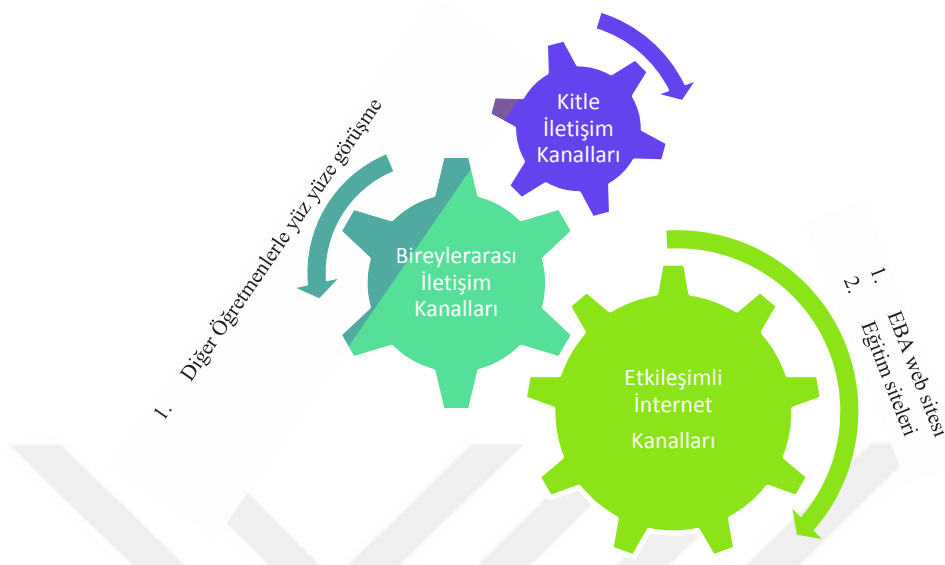 Kitle
İletişim
Kanalları
1. Diğer Öğretmenlerle yüz yüze görüşme
Bireylerarası
İletişim
Kanalları
1. EBA web sitesi
2. Eğitim siteleri
Etkileşimli
İnternet
Kanalları